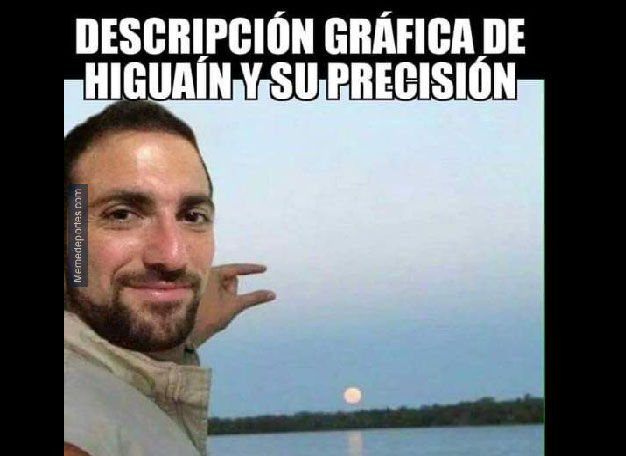 DESCRIPCIÓN GRÁFICA DE
HIGUAÍN Y SU PRECISIÓN
Memedeportes.com